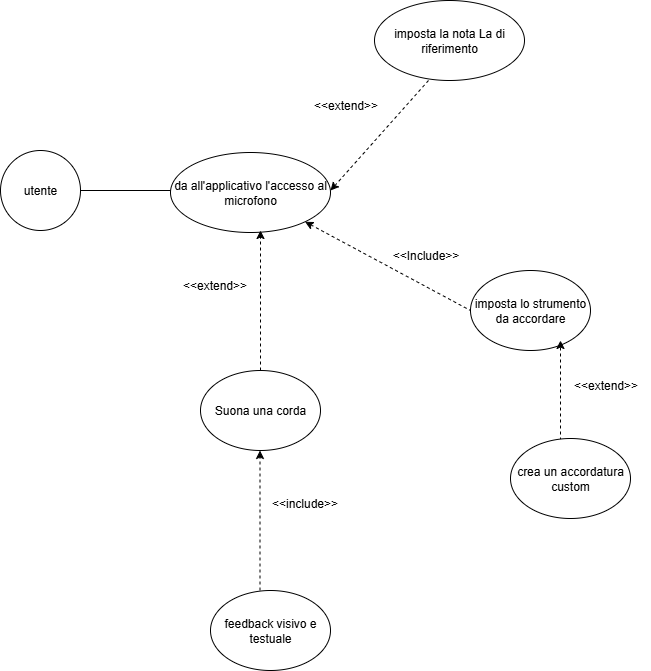 imposta la nota La di
riferimento
<<extend>>
utente
da all'applicativo l'accesso al
microfono
<<Include>>
<<extend>>
imposta lo strumento
da accordare
<<extend>>
Suona una corda
crea un accordatura
custom
<<include>>
feedback visivo e
testuale